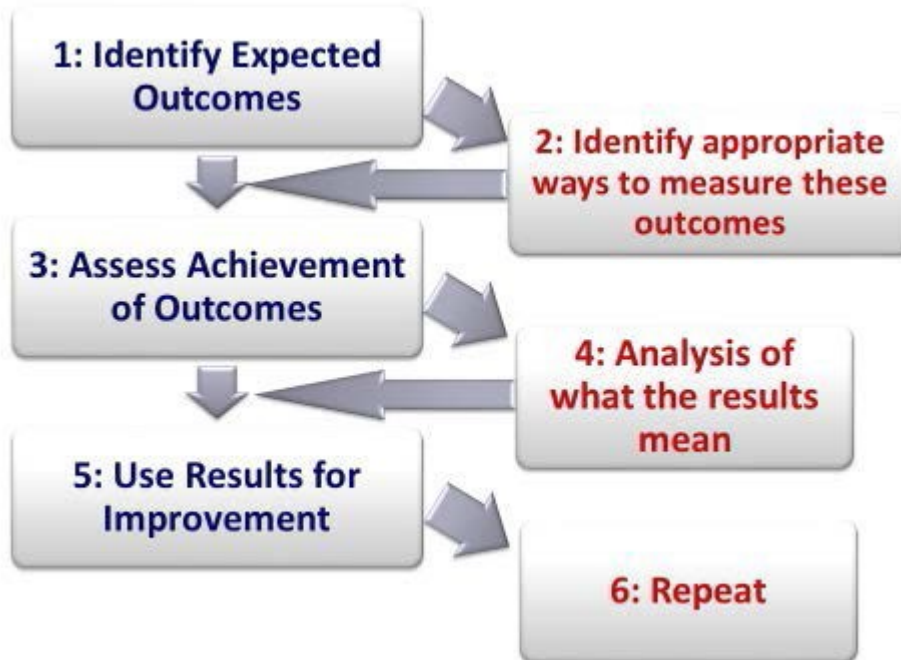 1: Identify Expected
Outcomes
2: Identify appropriate
ways to measure these
outcomes
3: Assess Achievement
of Outcomes
4: Analysis of
what the results
mean
5: Use Results for
Improvement
6: Repeat